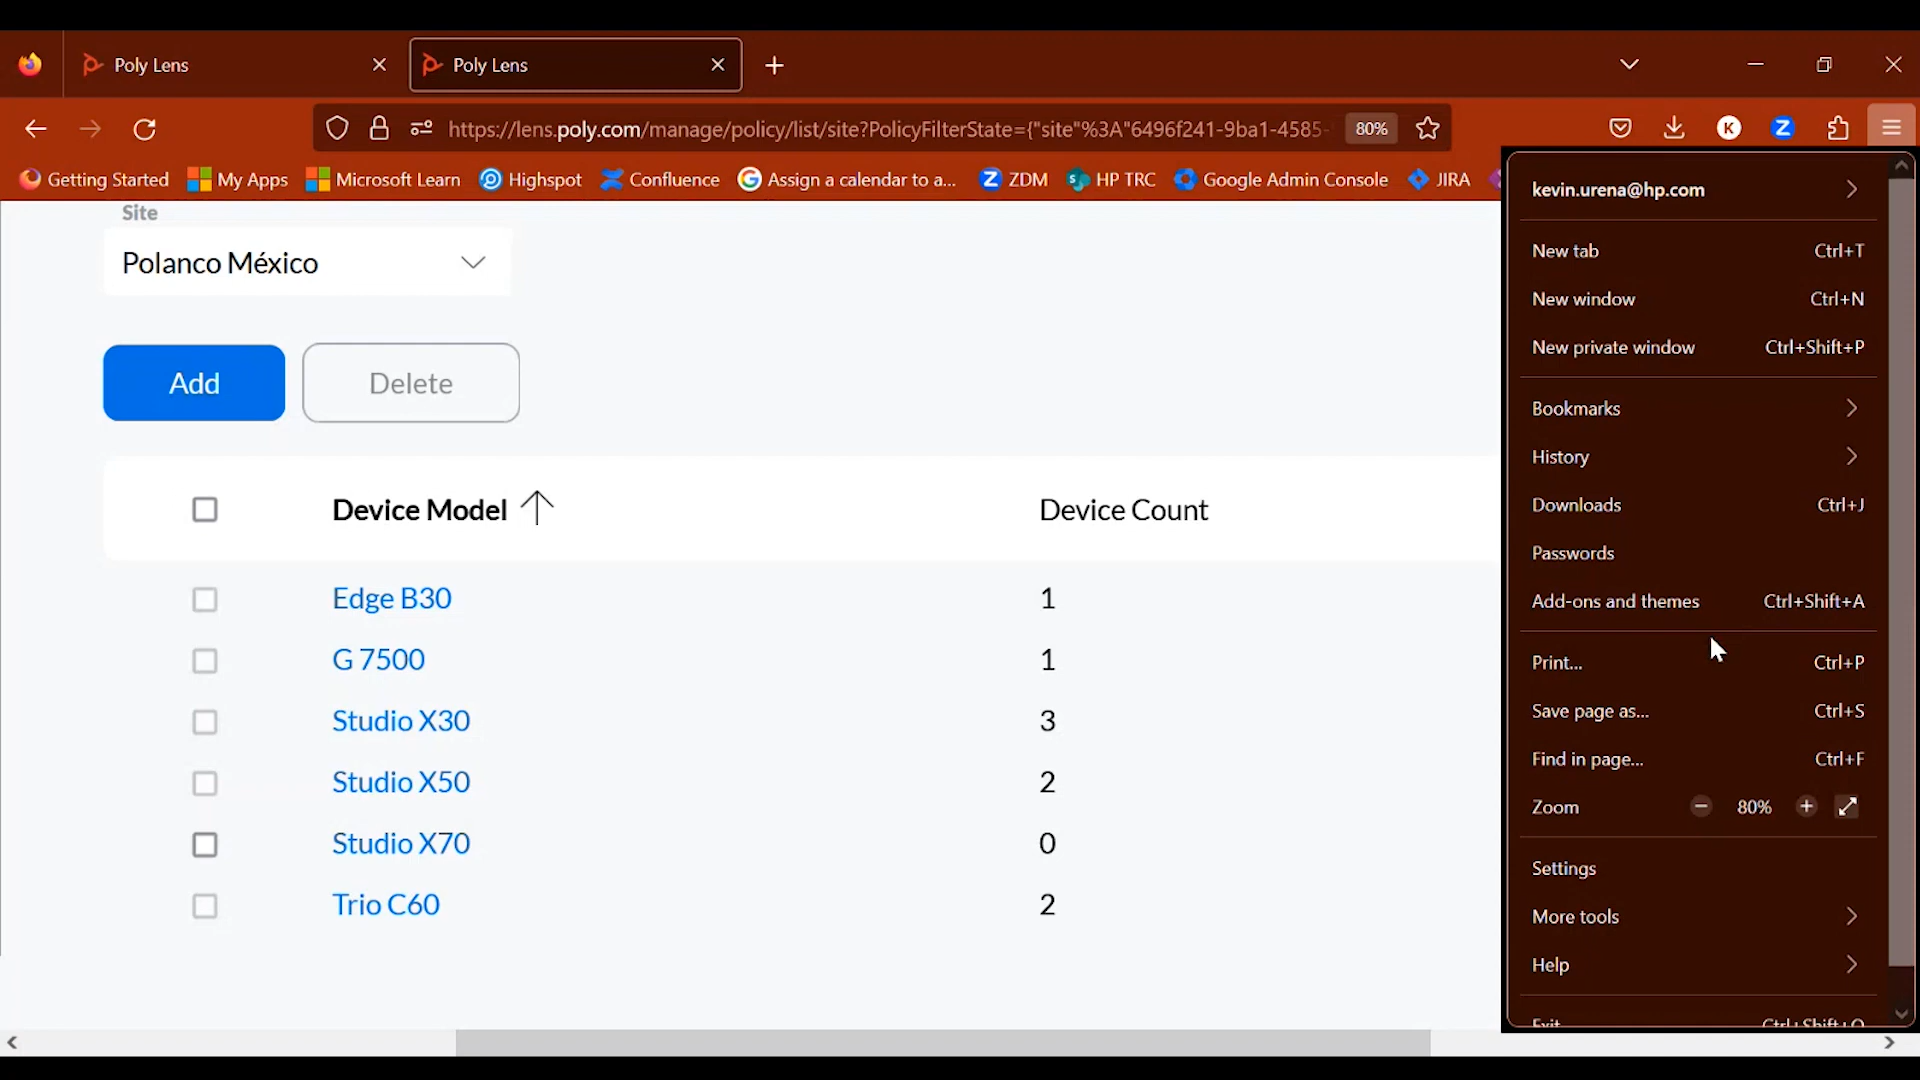 Poly Lens
Poly Lens
https://lens.poly.com/manage/policy/list/site?PolicyFilterState={"site"%3A"6496f241-9ba1-4585-
80%
K
Z
Getting Started
My Apps
Microsoft Learn
Highspot
Confluence
Assign a calendar to a...
ZDM
HP TRC
Google Admin Console
JIRA
Site
Polanco México
Add
Delete
Device Model
Device Count
Edge B30 1
G 7500 1
Studio X30 3
Studio X50 2
Studio X70 0
Trio C60 2
kevin.urena@hp.com
New tab Ctrl+T
New window Ctrl+N
New private window Ctrl+Shift+P
Bookmarks
History
Downloads Ctrl+J
Passwords
Add-ons and themes Ctrl+Shift+A
Print... Ctrl+P
Save page as... Ctrl+S
Find in page... Ctrl+F
Zoom 80%
Settings
More tools
Help
Exit Ctrl+Shift+Q